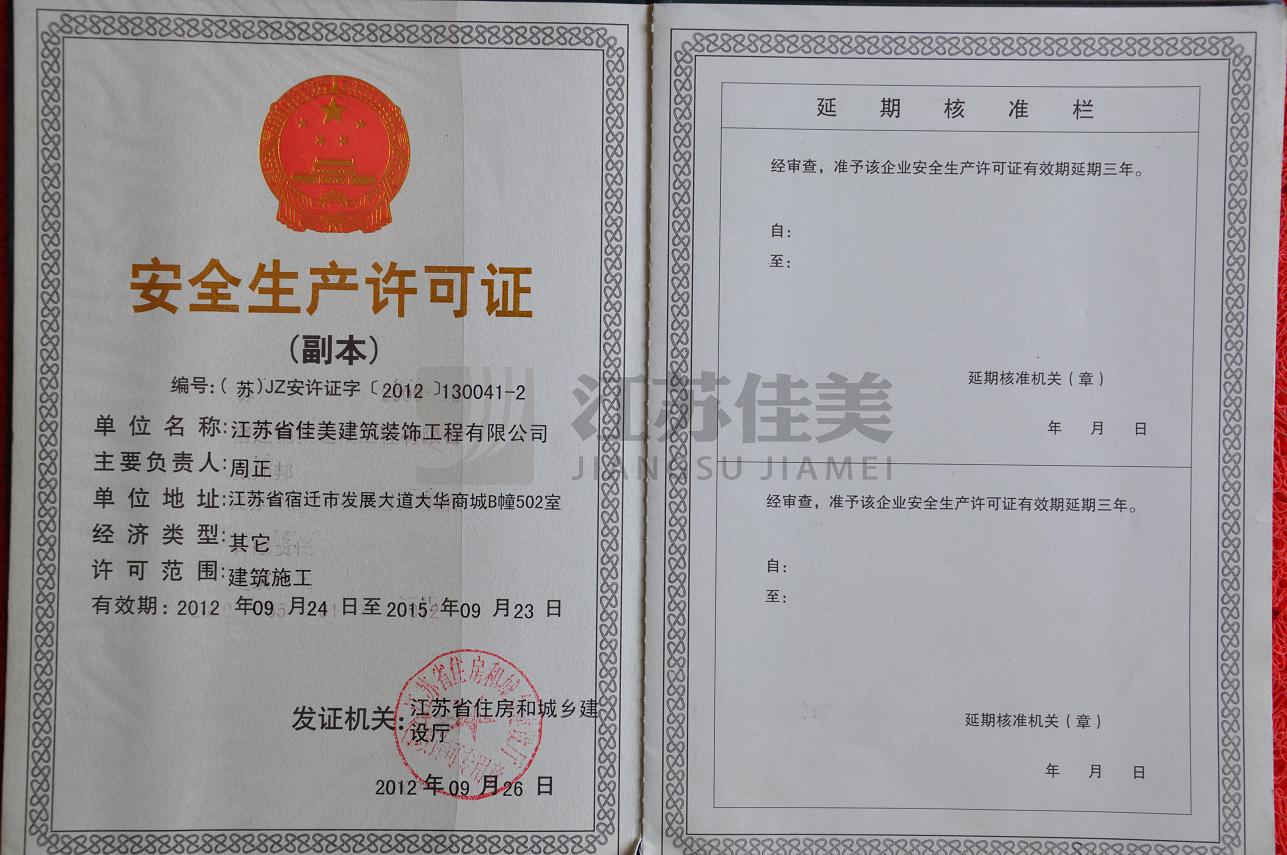 安全生产许可证
(副本)
编号:(苏)JZ安许证字〔2012〕130041-2
单位名称:江苏省佳美建筑装饰工程有限公司
主要负责人:周正
单位地址:江苏省宿迁市发展大道大华商城B幢502室
经济类型:其它
许可范围:建筑施工
有效期:2012年09月24日至2015年09月23日
发证机关:江苏省住房和城乡建
设厅
2012年09月26日
延期核准栏
经审查,准予该企业安全生产许可证有效期延期三年。
自:
至:
延期核准机关(章)
年 月 日
经审查,准予该企业安全生产许可证有效期延期三年。
自:
至:
延期核准机关(章)
年 月 日
江苏佳美
JIANGSU JIAMEI